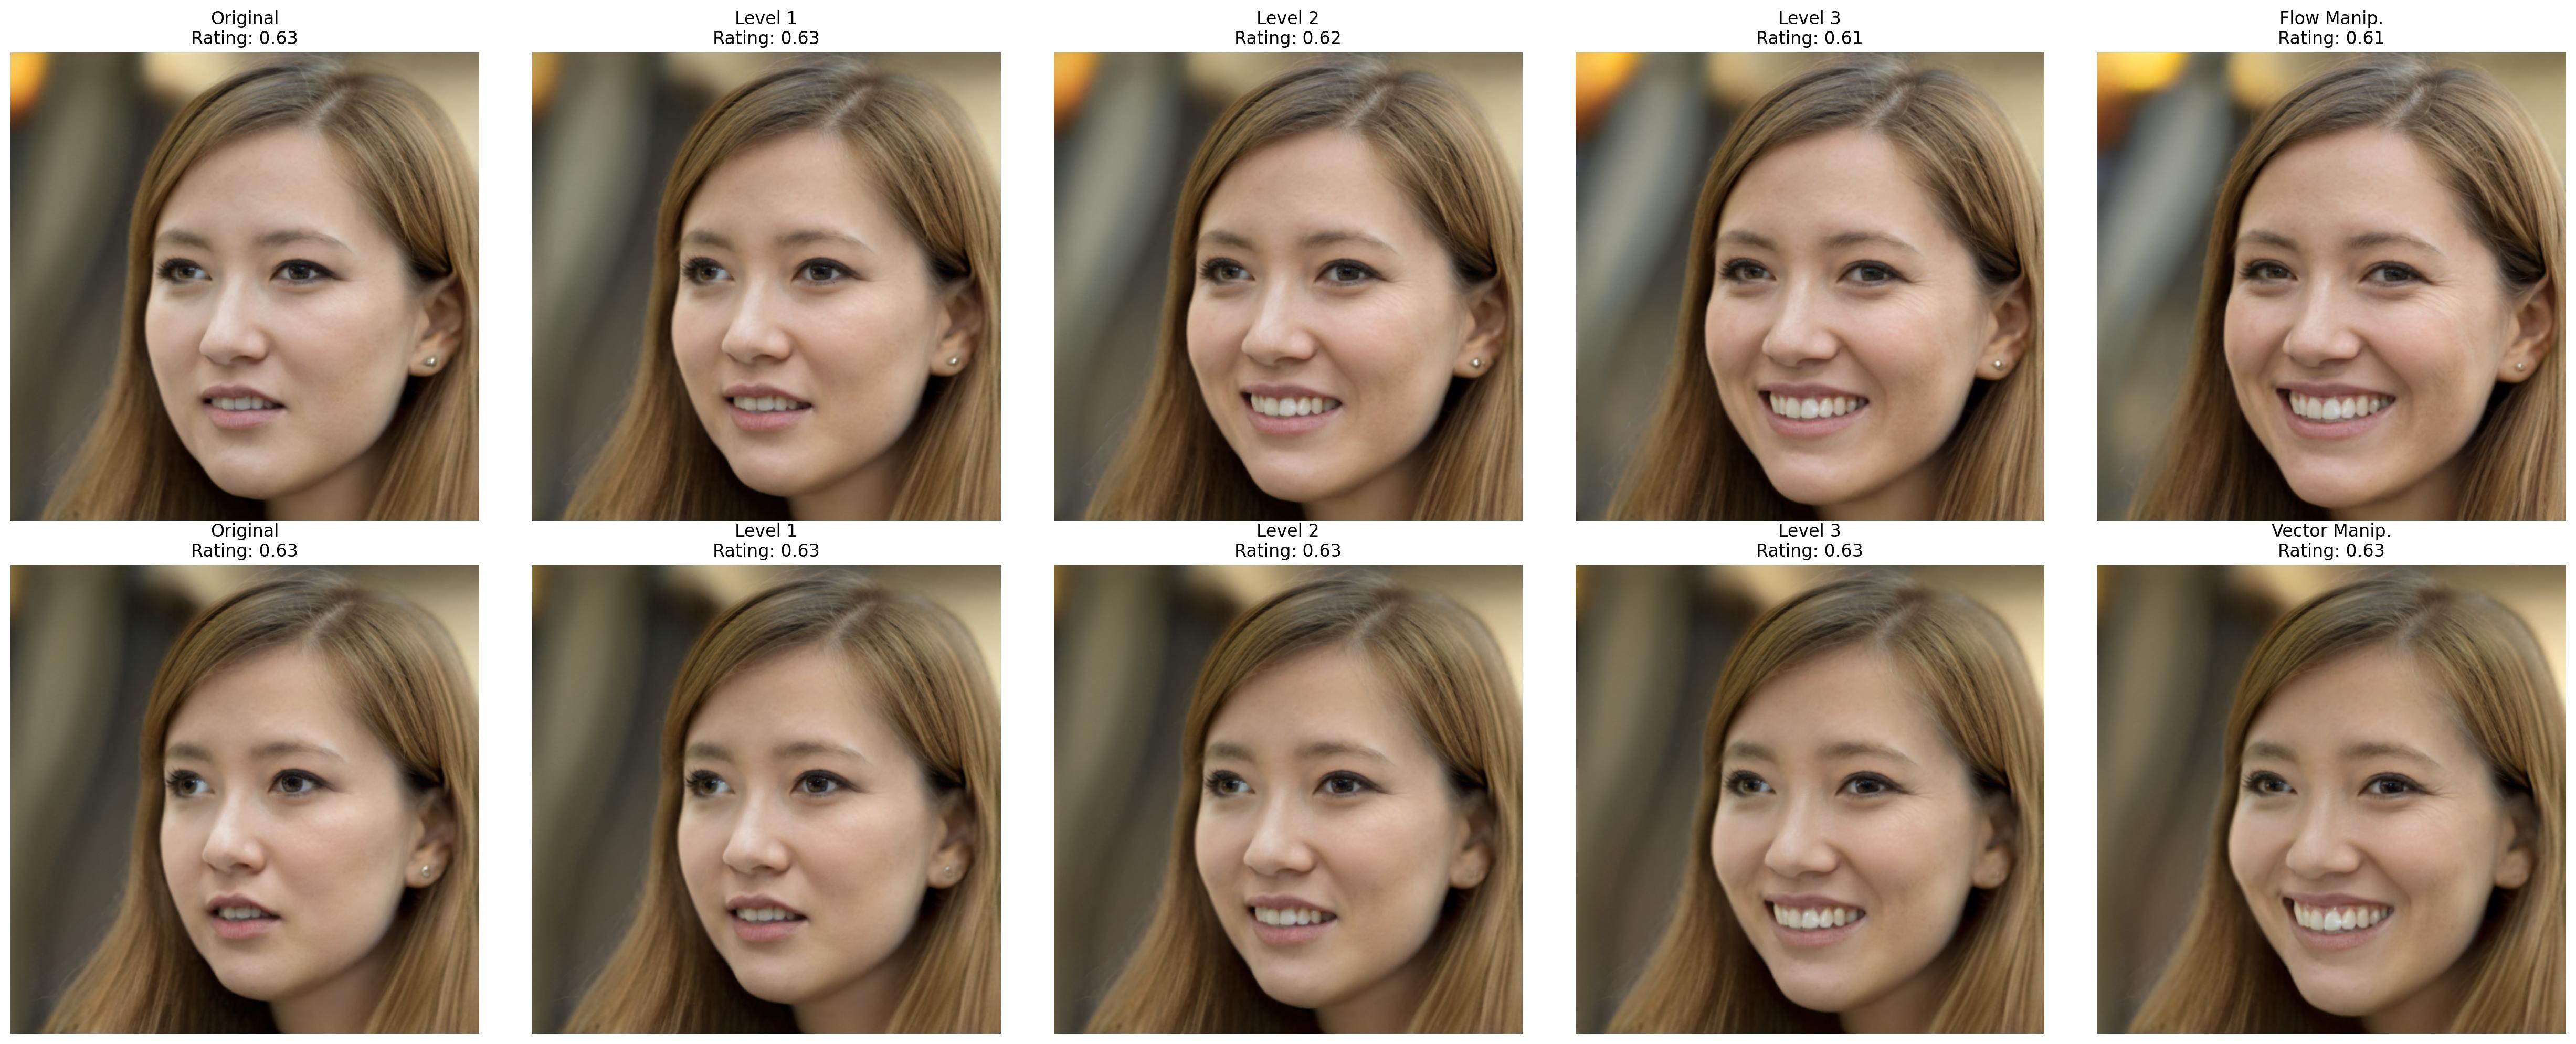 Original
Rating: 0.63
Level 1
Rating: 0.63
Level 2
Rating: 0.62
Level 3
Rating: 0.61
Flow Manip.
Rating: 0.61
Original
Rating: 0.63
Level 1
Rating: 0.63
Level 2
Rating: 0.63
Level 3
Rating: 0.63
Vector Manip.
Rating: 0.63